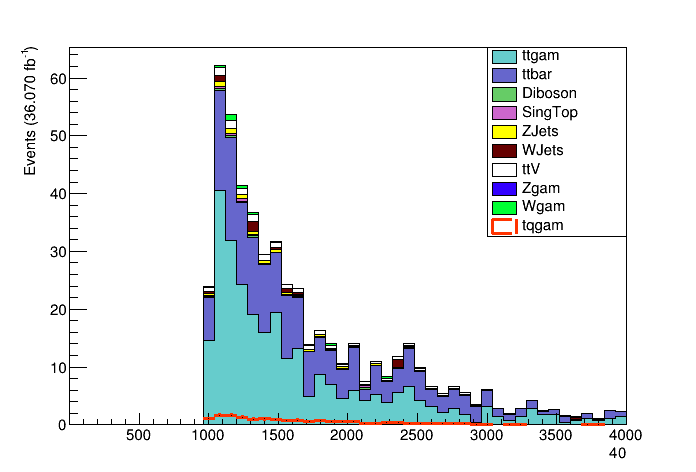 Events (36.070 fb-1)
60
50
40
30
20
10
0
ttgam
ttbar
Diboson
SingTop
ZJets
WJets
ttV
Zgam
Wgam
tqgam
500 1000 1500 2000 2500 3000 3500 4000
40